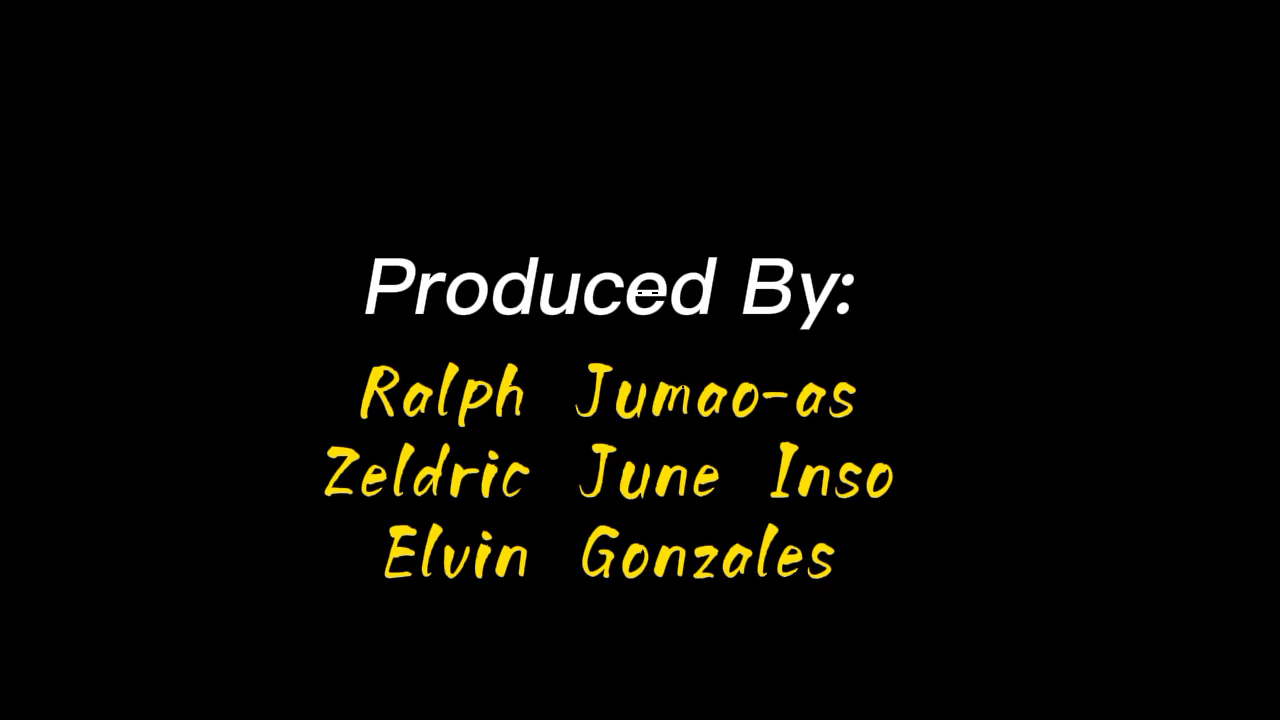 Produced By:
Ralph Jumao-as
Zeldric June Inso
Elvin Gonzales